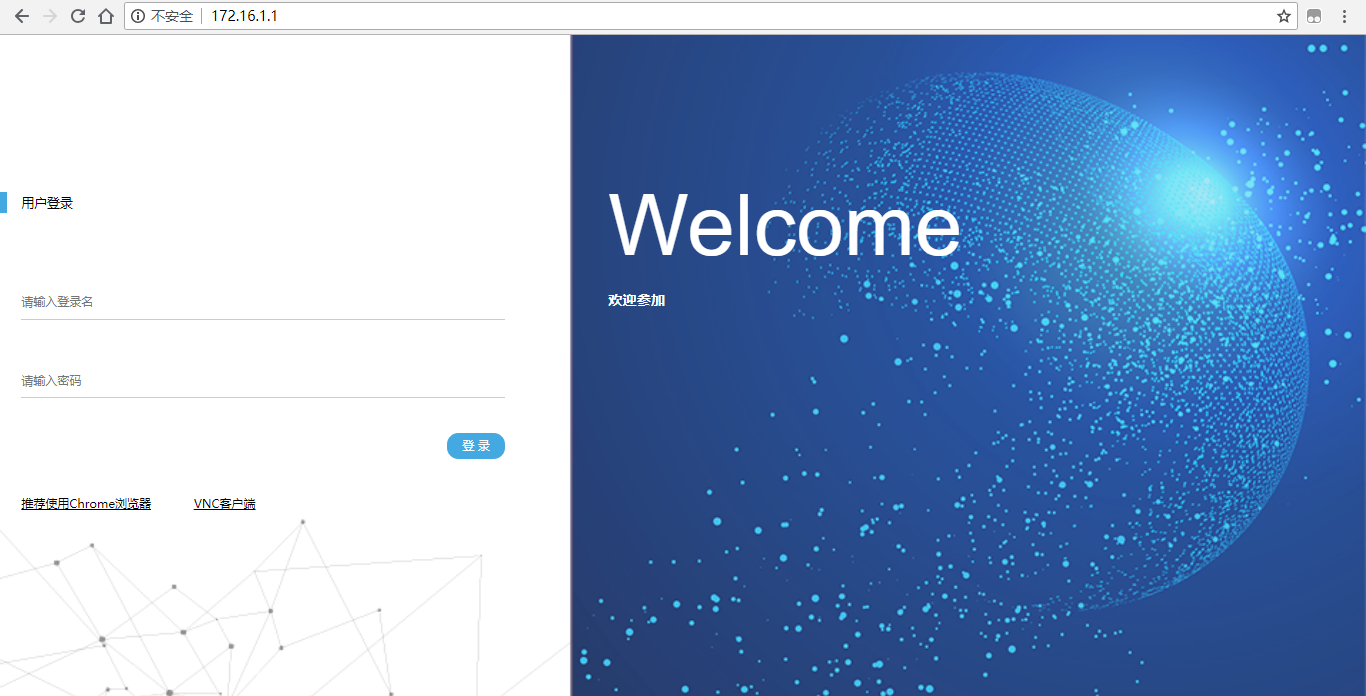 不安全 172.16.1.1
用户登录
请输入登录名
请输入密码
登 录
推荐使用Chrome浏览器 VNC客户端
Welcome
欢迎参加